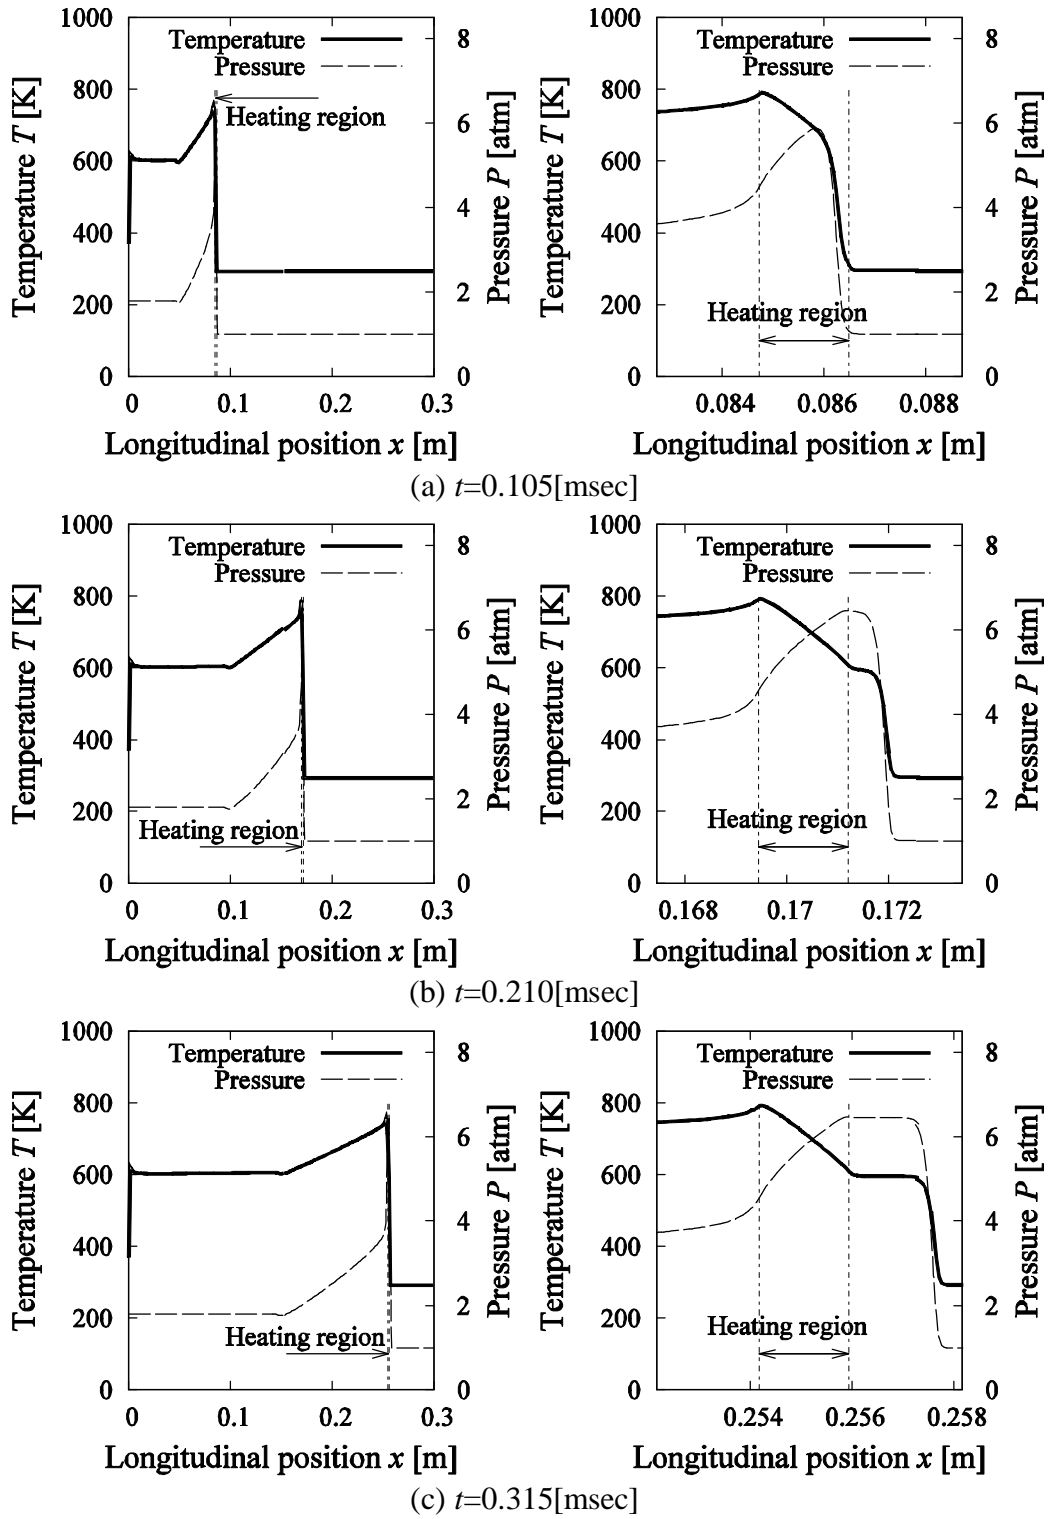 1000
800
600
400
200
0
Temperature T [K]
Temperature
Pressure
Heating region
8
6
4
2
0
Pressure P [atm]
0 0.1 0.2 0.3
Longitudinal position x [m]
1000
800
600
400
200
0
Temperature T [K]
Temperature
Pressure
Heating region
8
6
4
2
0
Pressure P [atm]
0.084 0.086 0.088
Longitudinal position x [m]
(a) t=0.105[msec]
1000
800
600
400
200
0
Temperature T [K]
Temperature
Pressure
Heating region
8
6
4
2
0
Pressure P [atm]
0 0.1 0.2 0.3
Longitudinal position x [m]
1000
800
600
400
200
0
Temperature T [K]
Temperature
Pressure
Heating region
8
6
4
2
0
Pressure P [atm]
0.168 0.17 0.172
Longitudinal position x [m]
(b) t=0.210[msec]
1000
800
600
400
200
0
Temperature T [K]
Temperature
Pressure
Heating region
8
6
4
2
0
Pressure P [atm]
0 0.1 0.2 0.3
Longitudinal position x [m]
1000
800
600
400
200
0
Temperature T [K]
Temperature
Pressure
Heating region
8
6
4
2
0
Pressure P [atm]
0.254 0.256 0.258
Longitudinal position x [m]
(c) t=0.315[msec]